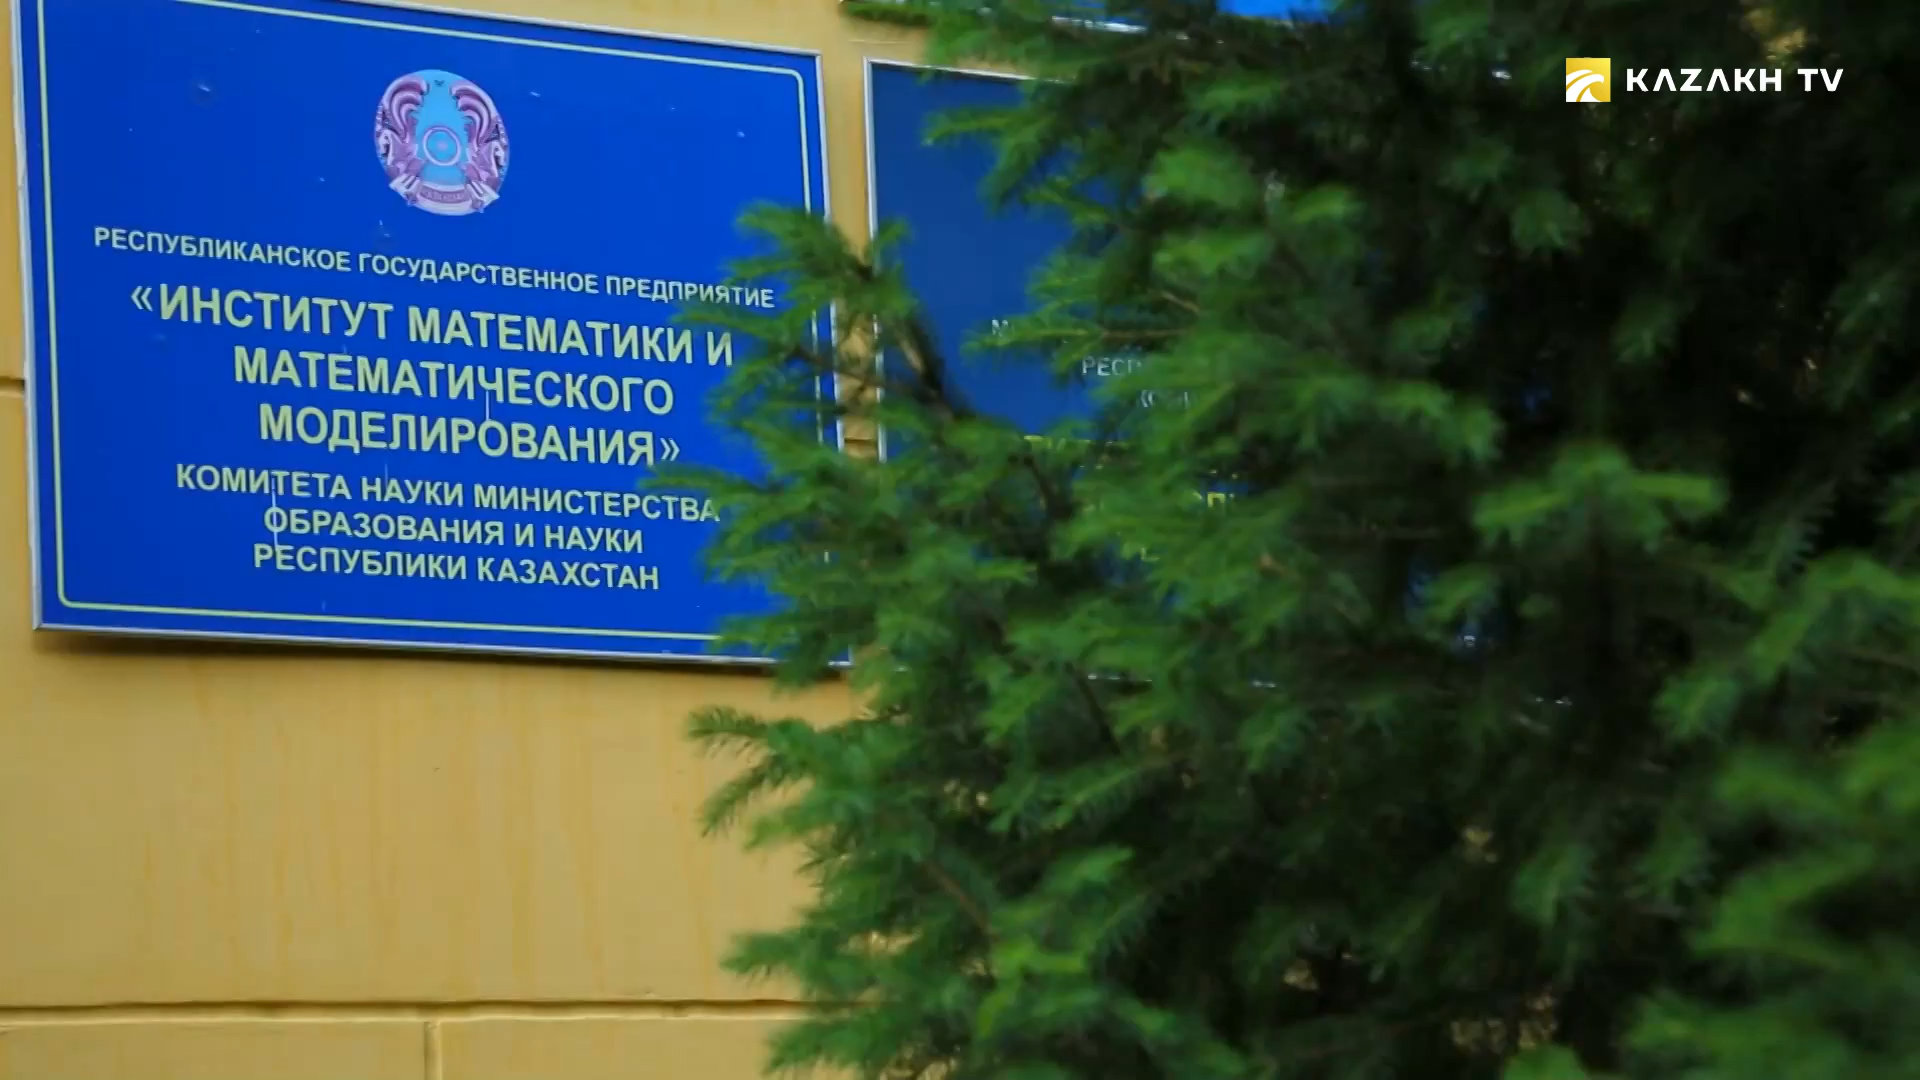 KAZAKH TV
РЕСПУБЛИКАНСКОЕ ГОСУДАРСТВЕННОЕ ПРЕДПРИЯТИЕ
«ИНСТИТУТ МАТЕМАТИКИ И
МАТЕМАТИЧЕСКОГО
МОДЕЛИРОВАНИЯ»
КОМИТЕТА НАУКИ МИНИСТЕРСТВА
ОБРАЗОВАНИЯ И НАУКИ
РЕСПУБЛИКИ КАЗАХСТАН